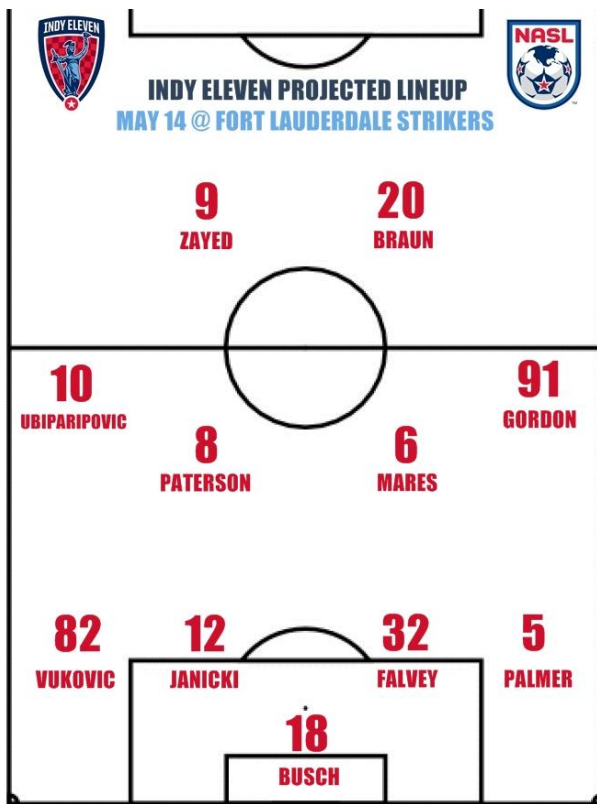 INDY ELEVEN
NASL
INDY ELEVEN PROJECTED LINEUP
MAY 14 @ FORT LAUDERDALE STRIKERS
9
ZAYED
20
BRAUN
10
UBIPARIPOVIC
91
GORDON
8
PATERSON
6
MARES
82
VUKOVIC
12
JANICKI
32
FALVEY
5
PALMER
18
BUSCH